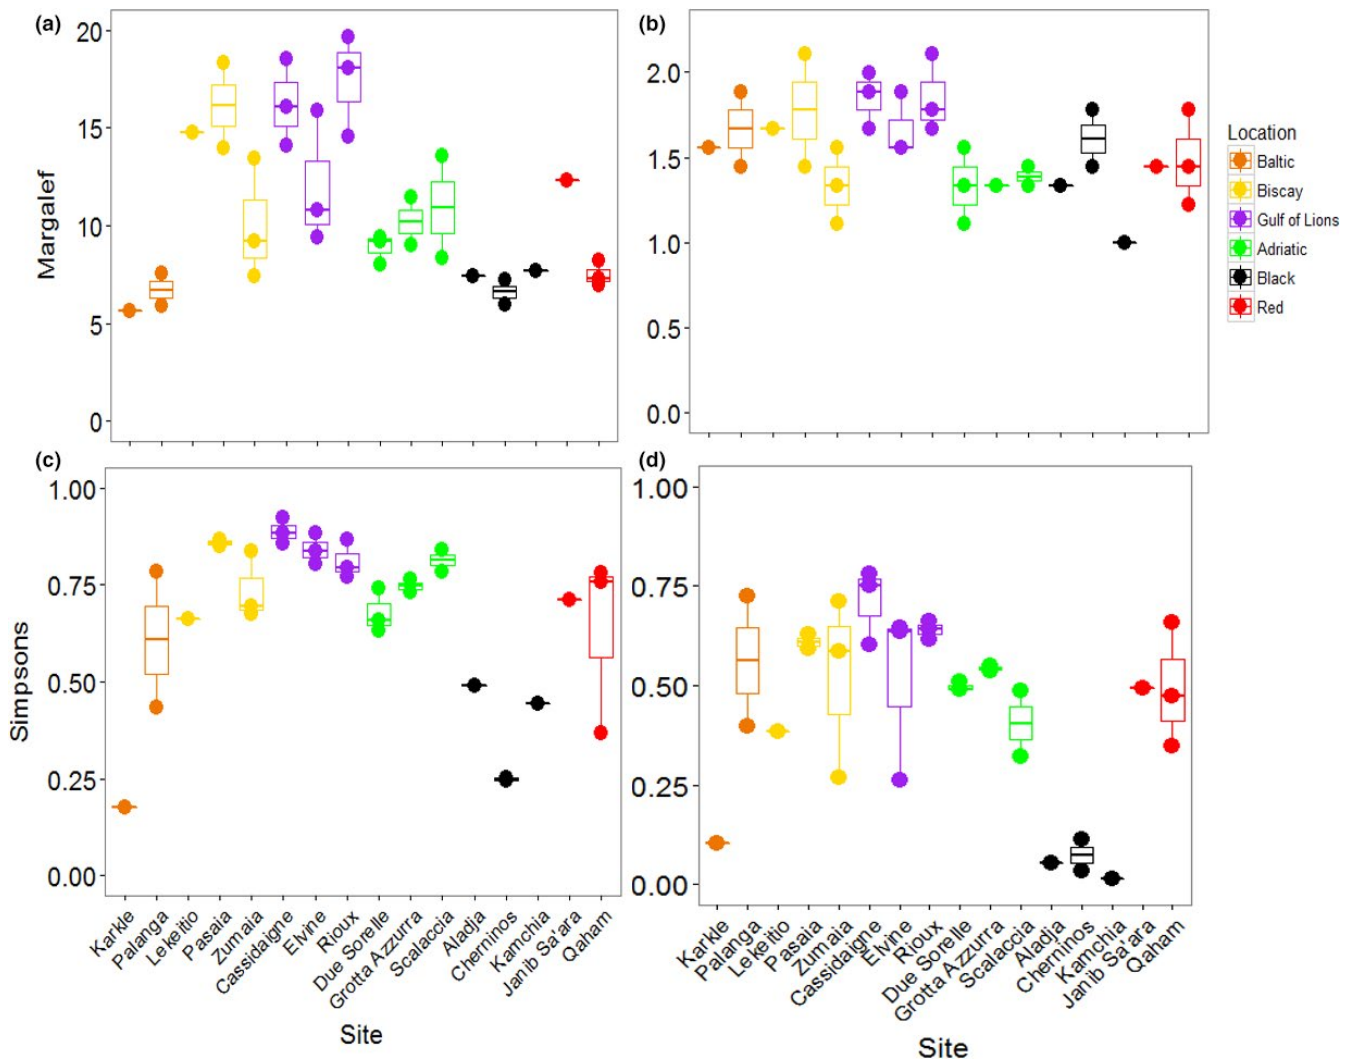 (a)
20
15
10
5
0
Margalef
(b)
2.0
1.5
1.0
0.5
0.0
Location
Baltic
Biscay
Gulf of Lions
Adriatic
Black
Red
(c)
1.00
0.75
0.50
0.25
0.00
Simpsons
Karkle
Palanga
Lekeitio
Pasaia
Zumaia
Cassidaigne
Elvine
Rioux
Due Sorelle
Grotta Azzurra
Scalaccia
Aladja
Cherninos
Kamchia
Janib Sa'ara
Qaham
Site
(d)
1.00
0.75
0.50
0.25
0.00
Karkle
Palanga
Lekeitio
Pasaia
Zumaia
Cassidaigne
Elvine
Rioux
Due Sorelle
Grotta Azzurra
Scalaccia
Aladja
Cherninos
Kamchia
Janib Sa'ara
Qaham
Site